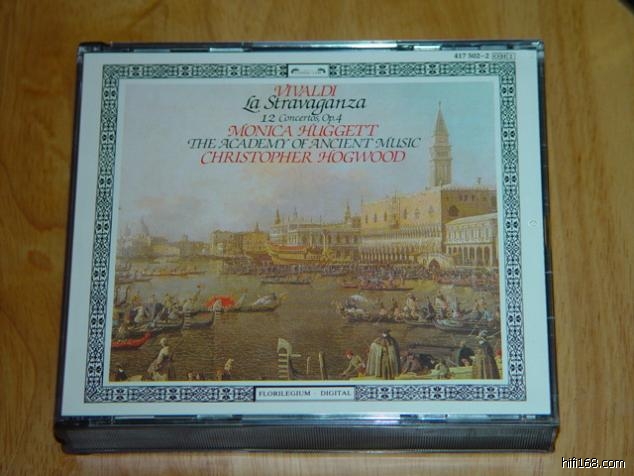 417 502-2
VIVALDI
La Stravaganza
12 Concertos, Op.4
MONICA HUGGETT
THE ACADEMY OF ANCIENT MUSIC
CHRISTOPHER HOGWOOD
FLORILEGIUM · DIGITAL
hifi168.com